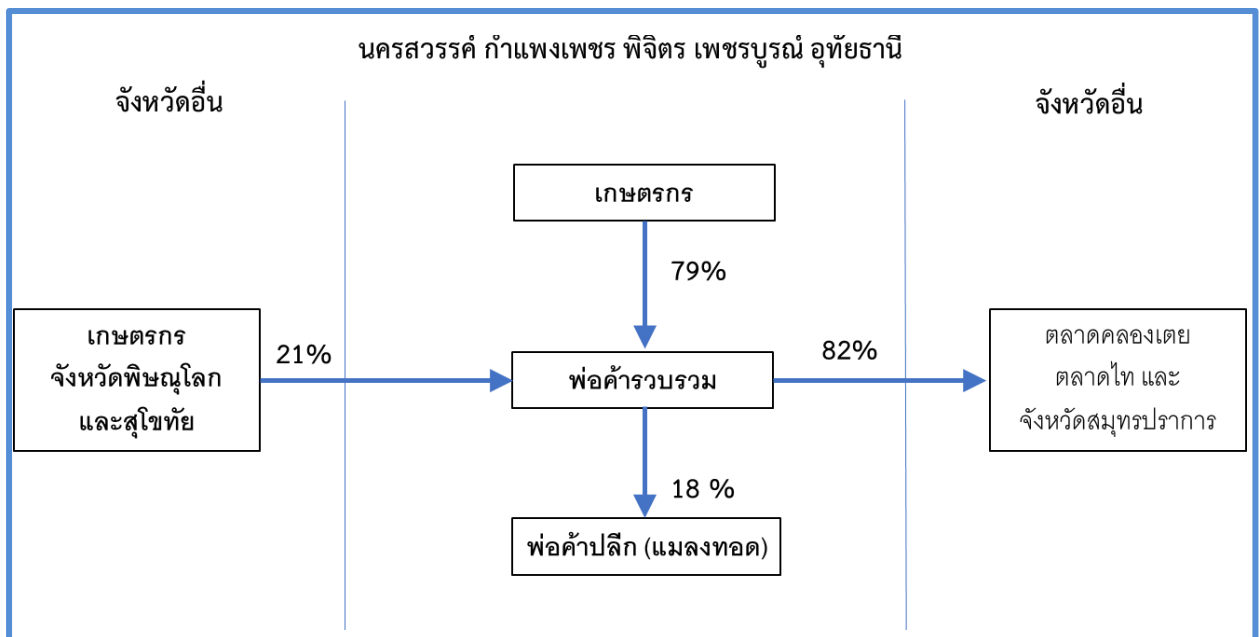 นครสวรรค์ กำแพงเพชร พิจิตร เพชรบูรณ์ อุทัยธานี
จังหวัดอื่น
จังหวัดอื่น
เกษตรกร
79%
เกษตรกร
จังหวัดพิษณุโลก
และสุโขทัย
21%
พ่อค้ารวบรวม
82%
ตลาดคลองเตย
ตลาดไท และ
จังหวัดสมุทรปราการ
18 %
พ่อค้าปลีก (แมลงทอด)